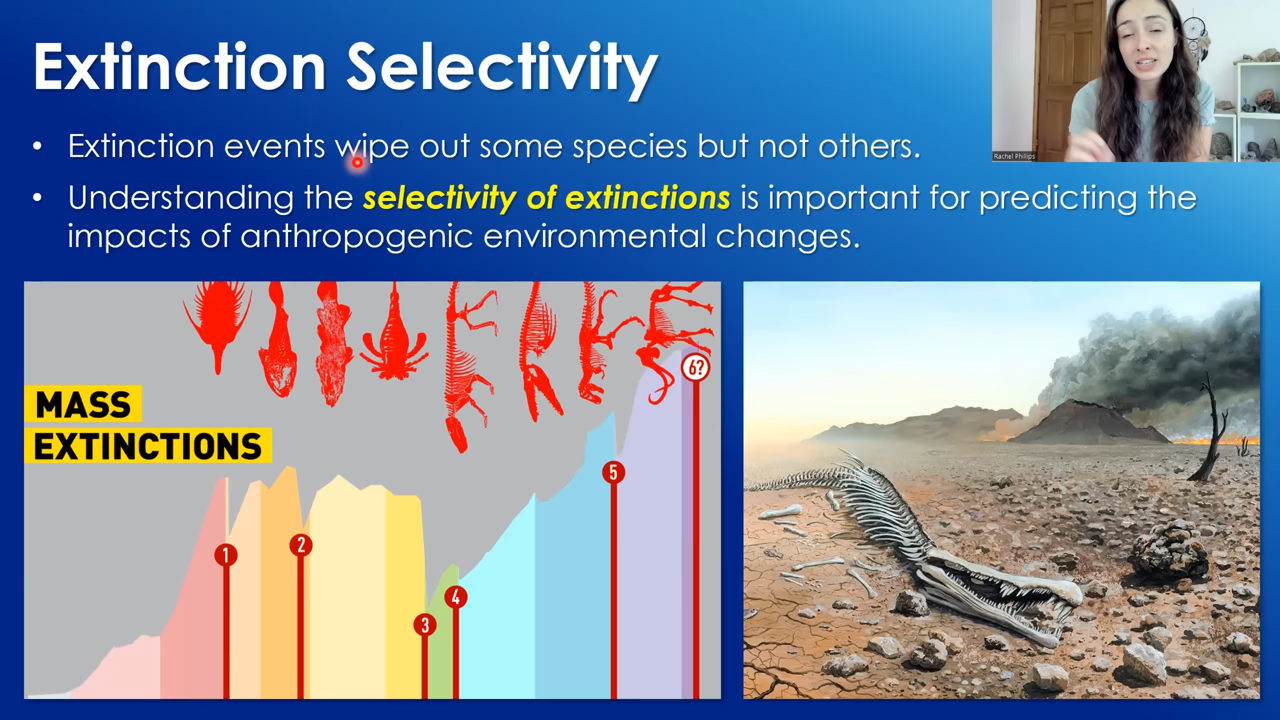 Extinction Selectivity
• Extinction events wipe out some species but not others.
• Understanding the selectivity of extinctions is important for predicting the
impacts of anthropogenic environmental changes.
Rachel Phillips
MASS
EXTINCTIONS
1
2
3
4
5
6?